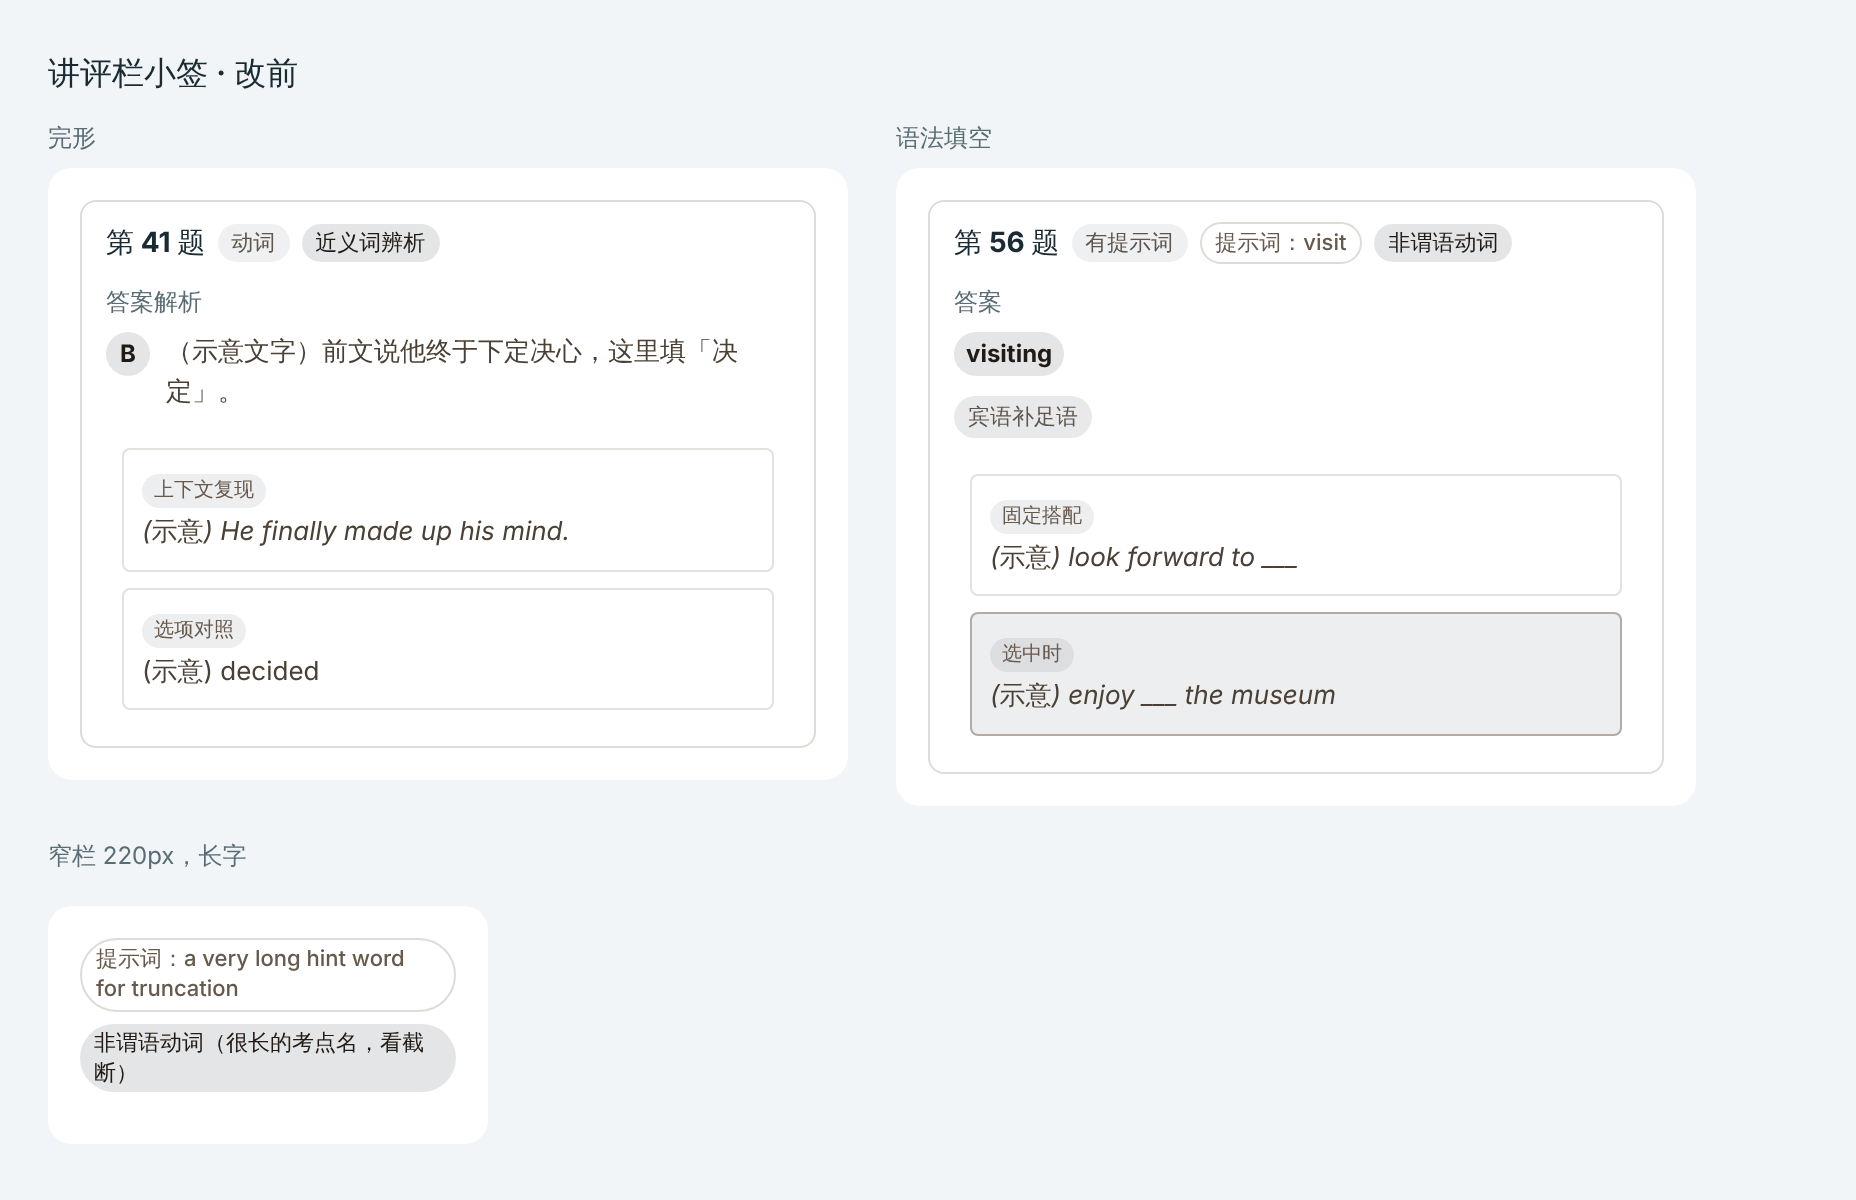 讲评栏小签 · 改前
完形
第 41 题 动词 近义词辨析
答案解析
B （示意文字）前文说他终于下定决心，这里填「决
定」。
上下文复现
(示意) He finally made up his mind.
选项对照
(示意) decided
语法填空
第 56 题 有提示词 提示词：visit 非谓语动词
答案
visiting
宾语补足语
固定搭配
(示意) look forward to ___
选中时
(示意) enjoy ___ the museum
窄栏 220px，长字
提示词：a very long hint word
for truncation
非谓语动词（很长的考点名，看截
断）